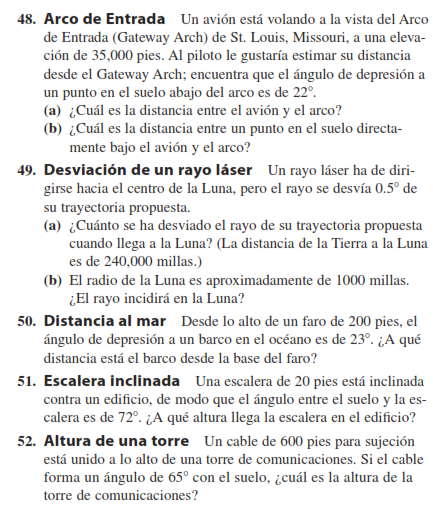 48. Arco de Entrada Un avión está volando a la vista del Arco
de Entrada (Gateway Arch) de St. Louis, Missouri, a una eleva-
ción de 35,000 pies. Al piloto le gustaría estimar su distancia
desde el Gateway Arch; encuentra que el ángulo de depresión a
un punto en el suelo abajo del arco es de 22°.
(a) ¿Cuál es la distancia entre el avión y el arco?
(b) ¿Cuál es la distancia entre un punto en el suelo directa-
mente bajo el avión y el arco?
49. Desviación de un rayo láser Un rayo láser ha de diri-
girse hacia el centro de la Luna, pero el rayo se desvía 0.5° de
su trayectoria propuesta.
(a) ¿Cuánto se ha desviado el rayo de su trayectoria propuesta
cuando llega a la Luna? (La distancia de la Tierra a la Luna
es de 240,000 millas.)
(b) El radio de la Luna es aproximadamente de 1000 millas.
¿El rayo incidirá en la Luna?
50. Distancia al mar Desde lo alto de un faro de 200 pies, el
ángulo de depresión a un barco en el océano es de 23°. ¿A qué
distancia está el barco desde la base del faro?
51. Escalera inclinada Una escalera de 20 pies está inclinada
contra un edificio, de modo que el ángulo entre el suelo y la es-
calera es de 72°. ¿A qué altura llega la escalera en el edificio?
52. Altura de una torre Un cable de 600 pies para sujeción
está unido a lo alto de una torre de comunicaciones. Si el cable
forma un ángulo de 65° con el suelo, ¿cuál es la altura de la
torre de comunicaciones?